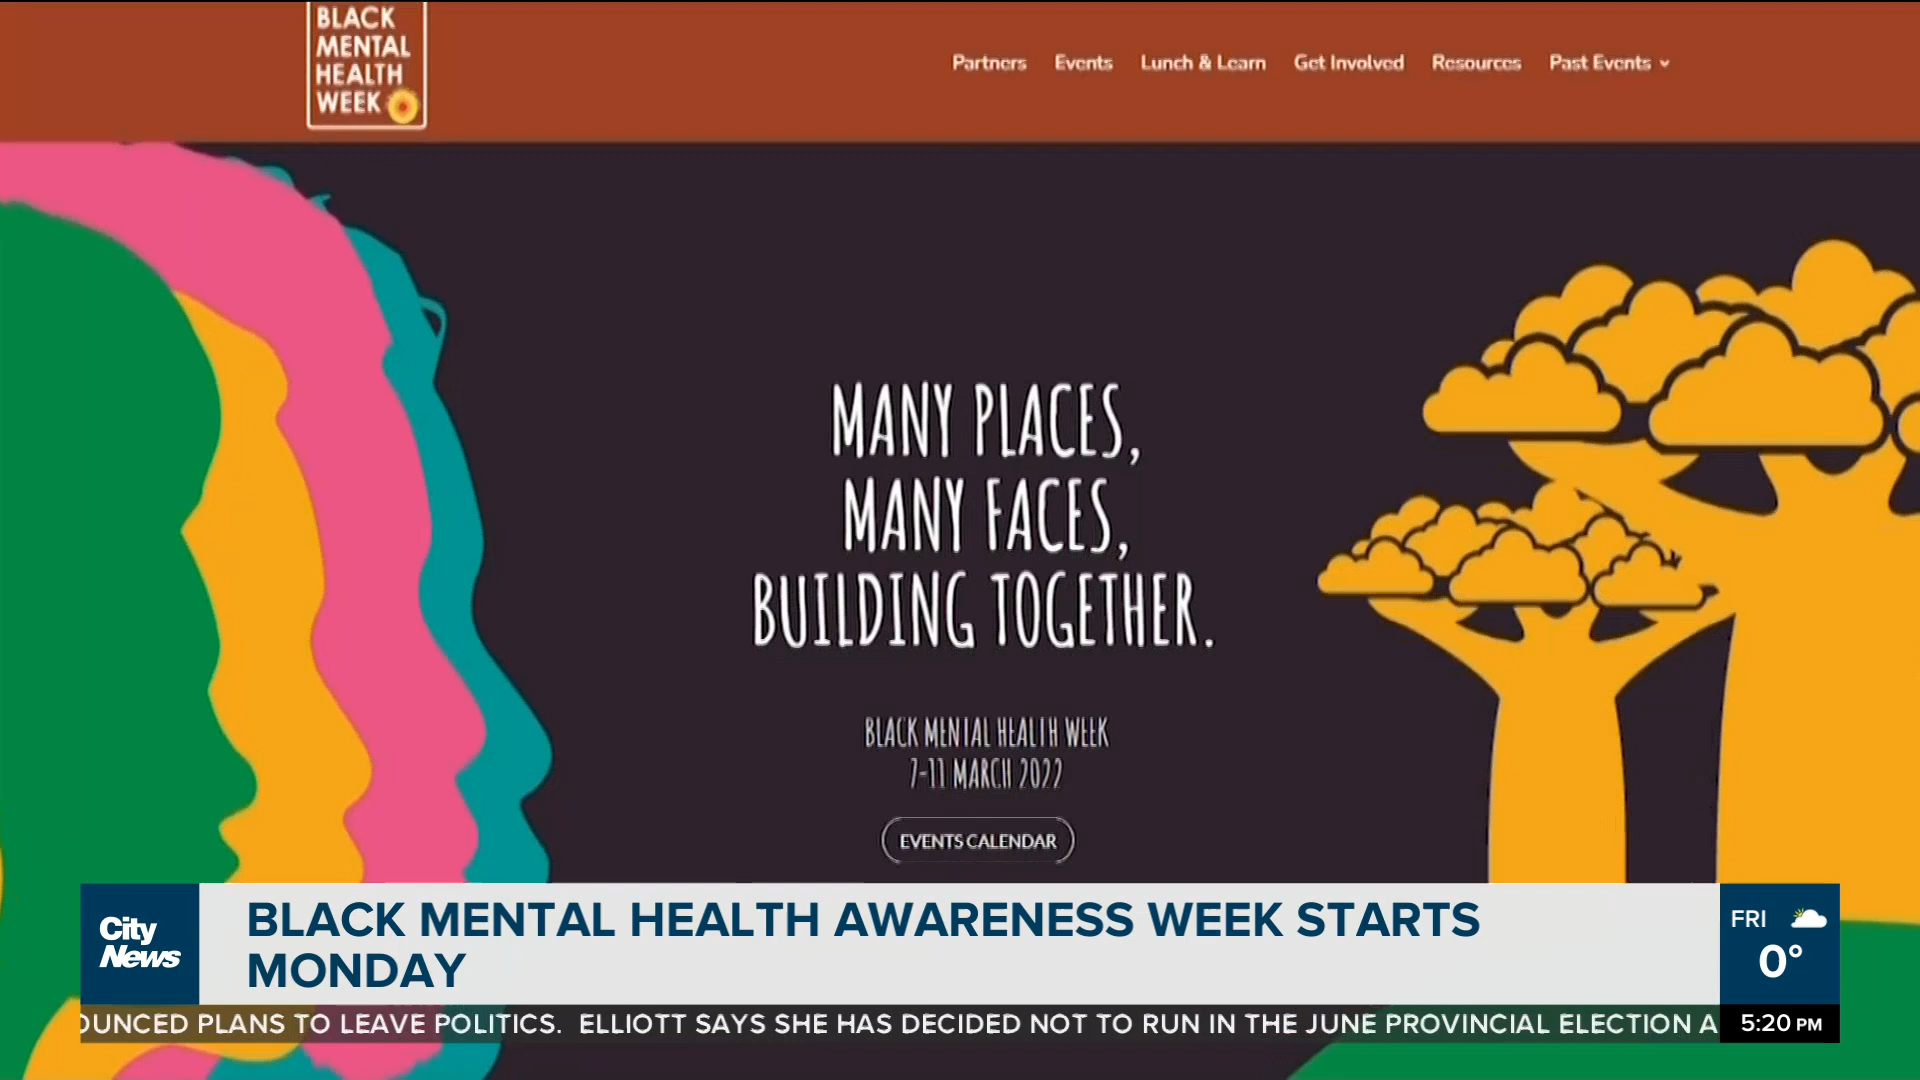 BLACK
MENTAL
HEALTH
WEEK
Partners Events Lunch & Learn Get Involved Resources Past Events
MANY PLACES,
MANY FACES,
BUILDING TOGETHER.
BLACK MENTAL HEALTH WEEK
7-11 MARCH 2022
EVENTS CALENDAR
City
News
BLACK MENTAL HEALTH AWARENESS WEEK STARTS
MONDAY
FRI
0°
OUNCED PLANS TO LEAVE POLITICS. ELLIOTT SAYS SHE HAS DECIDED NOT TO RUN IN THE JUNE PROVINCIAL ELECTION A
5:20 PM